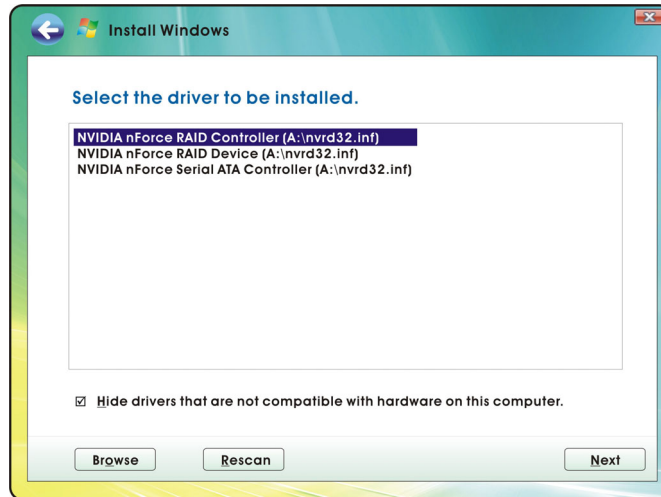 Install Windows
Select the driver to be installed.
NVIDIA nForce RAID Controller (A:\nvrd32.inf)
NVIDIA nForce RAID Device (A:\nvrd32.inf)
NVIDIA nForce Serial ATA Controller (A:\nvrd32.inf)
Hide drivers that are not compatible with hardware on this computer.
Browse Rescan Next